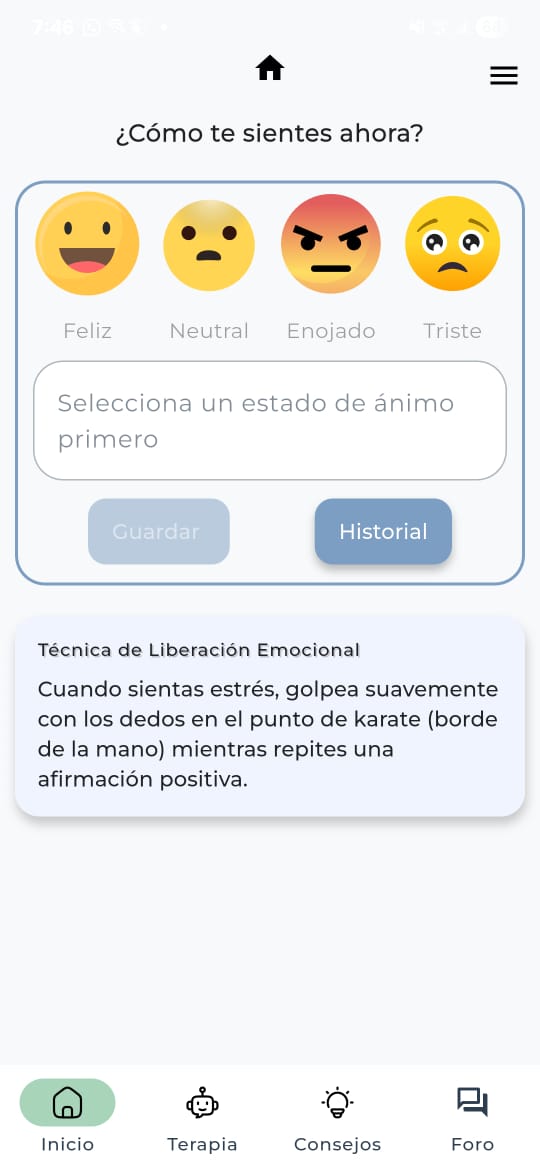 7:46
¿Cómo te sientes ahora?
Feliz Neutral Enojado Triste
Selecciona un estado de ánimo
primero
Guardar Historial
Técnica de Liberación Emocional
Cuando sientas estrés, golpea suavemente
con los dedos en el punto de karate (borde
de la mano) mientras repites una
afirmación positiva.
Inicio Terapia Consejos Foro